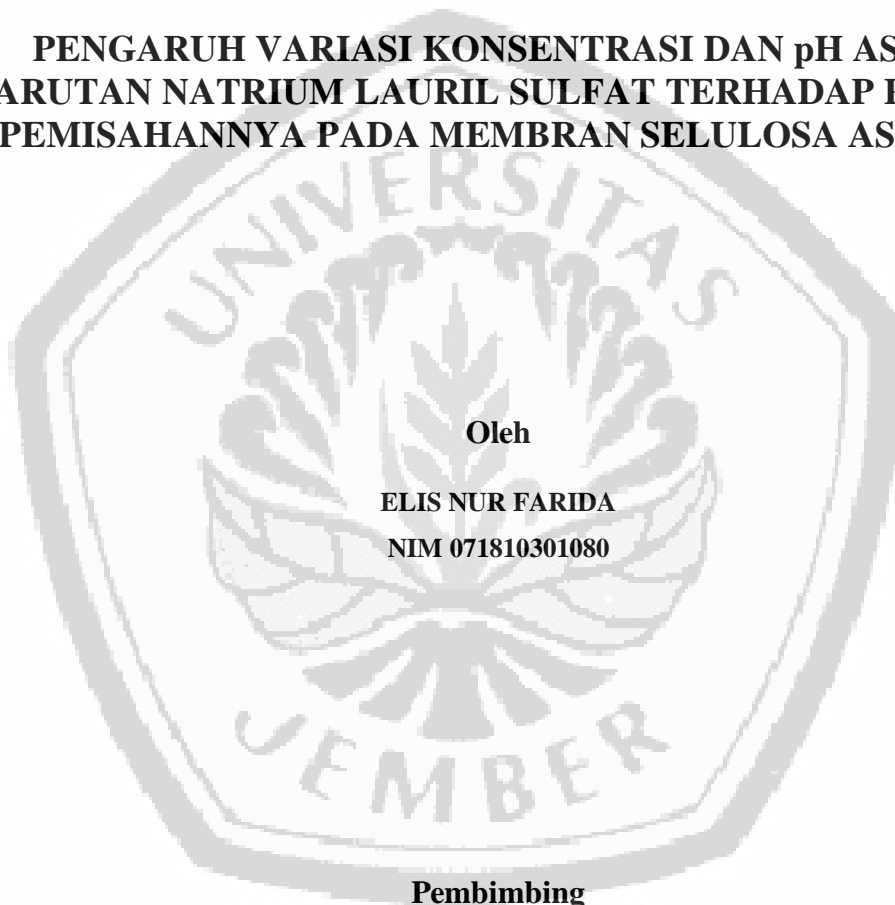 PENGARUH VARIASI KONSENTRASI DAN pH AS
ARUTAN NATRIUM LAURIL SULFAT TERHADAP
PEMISAHANNYA PADA MEMBRAN SELULOSA AS
UNIVERSITAS
Oleh
ELIS NUR FARIDA
NIM 071810301080
JEMBER
Pembimbing